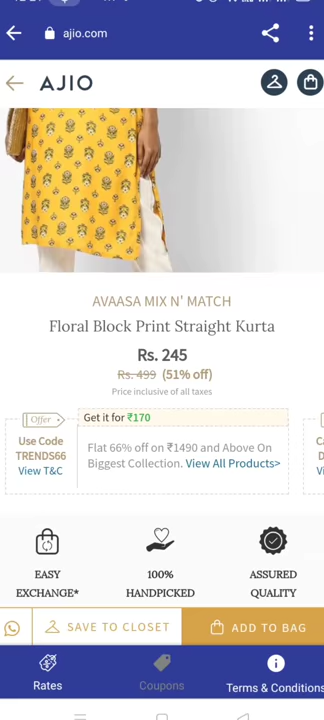 ajio.com
AJIO
AVAASA MIX N' MATCH
Floral Block Print Straight Kurta
Rs. 245
Rs. 499 (51% off)
Price inclusive of all taxes
Offer
Get it for ₹170
Use Code
TRENDS66
View T&C
Flat 66% off on ₹1490 and Above On
Biggest Collection. View All Products>
EASY
EXCHANGE*
100%
HANDPICKED
ASSURED
QUALITY
SAVE TO CLOSET
ADD TO BAG
Rates
Coupons
Terms & Conditions